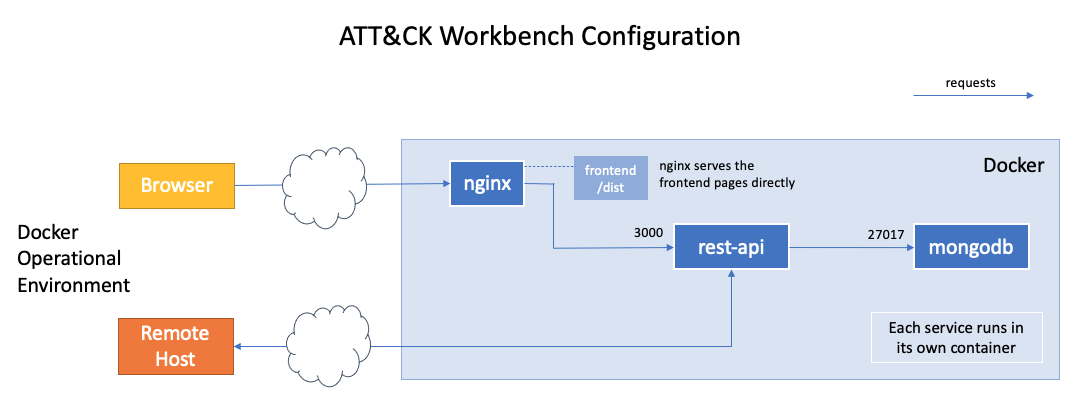 ATT&CK Workbench Configuration
requests
Docker
Browser
nginx
frontend
/dist
nginx serves the
frontend pages directly
Docker
Operational
Environment
3000
rest-api
27017
mongodb
Remote
Host
Each service runs in
its own container